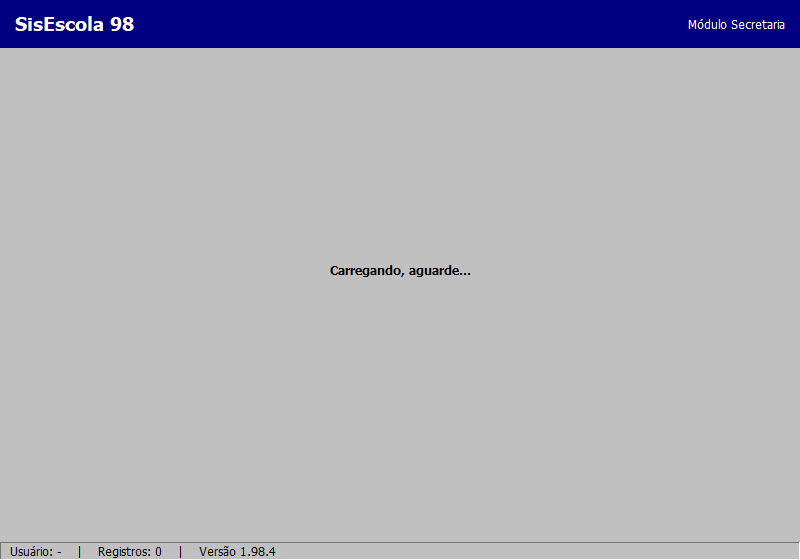 SisEscola 98
Módulo Secretaria
Carregando, aguarde...
Usuário: - | Registros: 0 | Versão 1.98.4